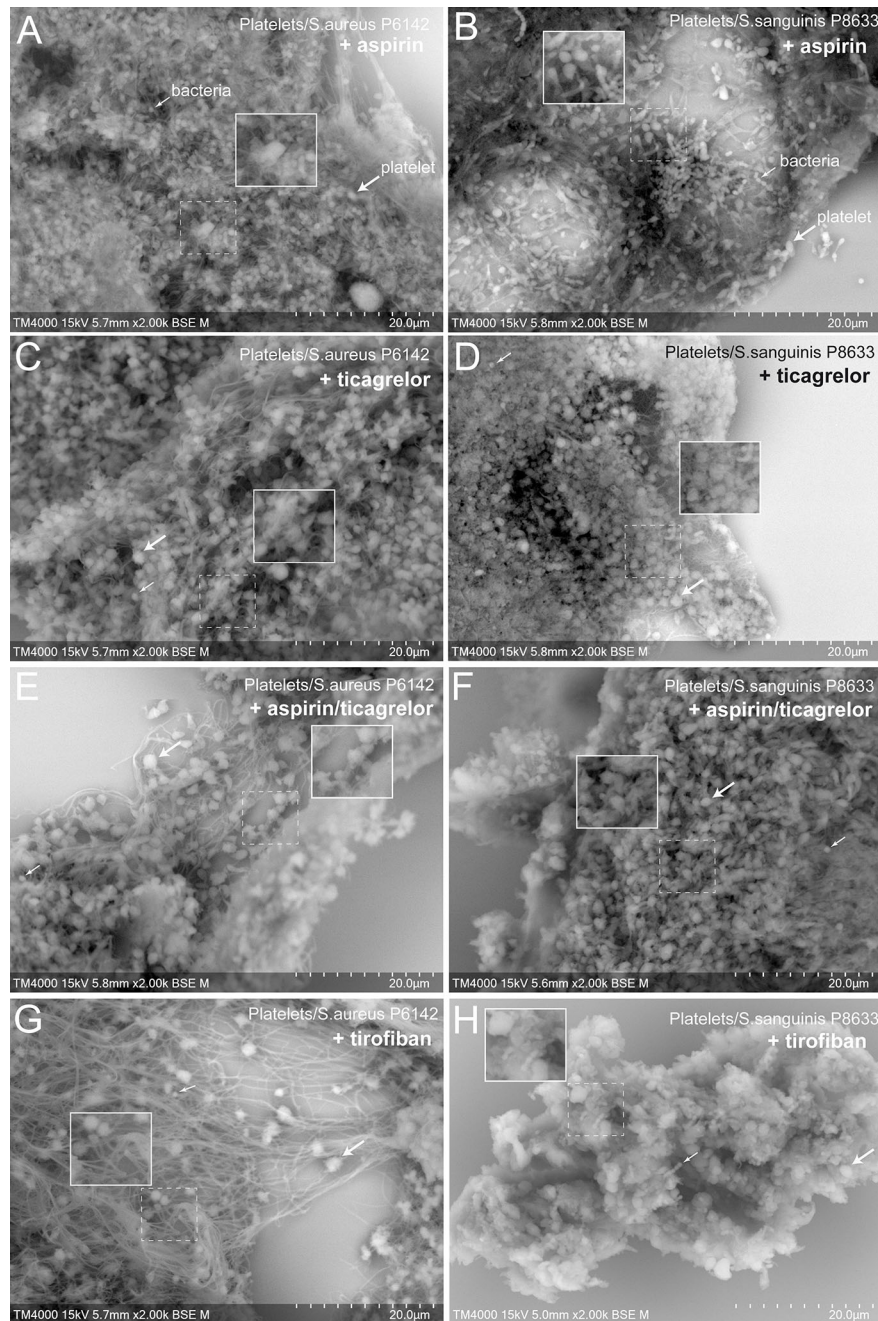 A
Platelets/S.aureus P6142
+ aspirin
bacteria
platelet
TM4000 15kV 5.7mm x2.00k BSE M
20.0µm
B
Platelets/S.sanguinis P8633
+ aspirin
bacteria
platelet
TM4000 15kV 5.8mm x2.00k BSE M
20.0µm
C
Platelets/S.aureus P6142
+ ticagrelor
TM4000 15kV 5.7mm x2.00k BSE M
20.0µm
D
Platelets/S.sanguinis P8633
+ ticagrelor
TM4000 15kV 5.8mm x2.00k BSE M
20.0µm
E
Platelets/S.aureus P6142
+ aspirin/ticagrelor
TM4000 15kV 5.8mm x2.00k BSE M
20.0µm
F
Platelets/S.sanguinis P8633
+ aspirin/ticagrelor
TM4000 15kV 5.6mm x2.00k BSE M
20.0µm
G
Platelets/S.aureus P6142
+ tirofiban
TM4000 15kV 5.7mm x2.00k BSE M
20.0µm
H
Platelets/S.sanguinis P8633
+ tirofiban
TM4000 15kV 5.0mm x2.00k BSE M
20.0µm